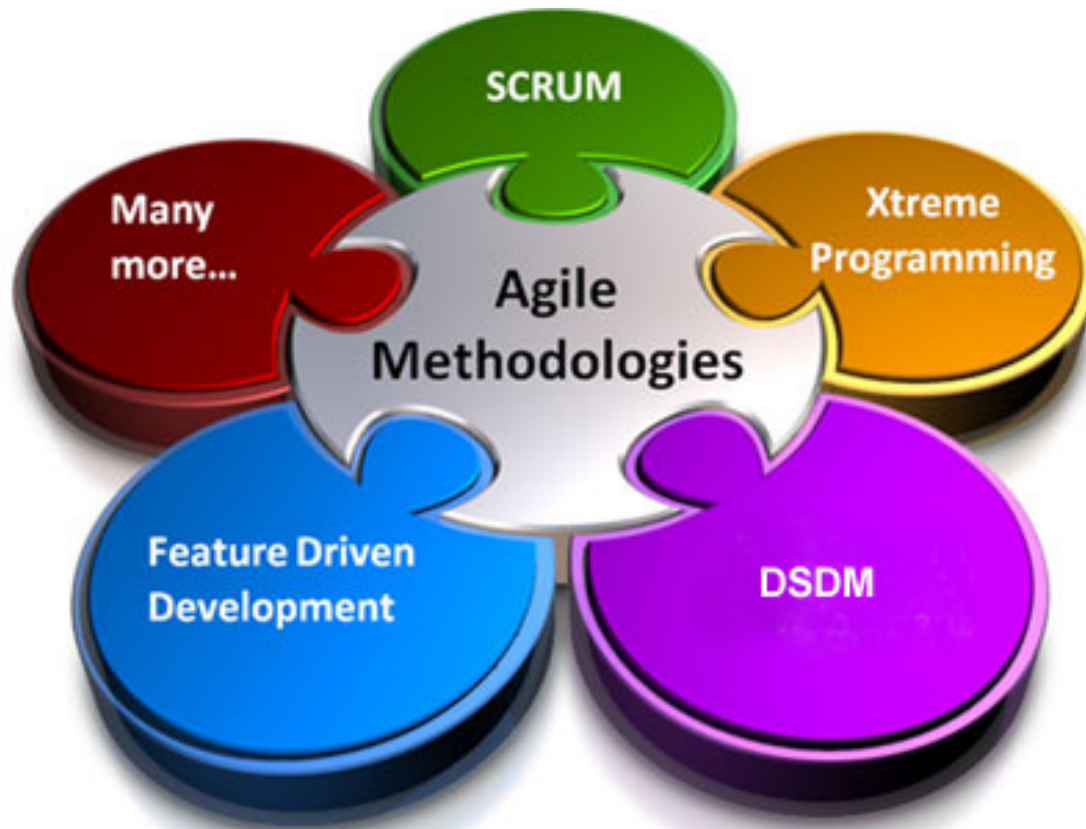 SCRUM
Many
more...
Xtreme
Programming
Agile
Methodologies
Feature Driven
Development
DSDM